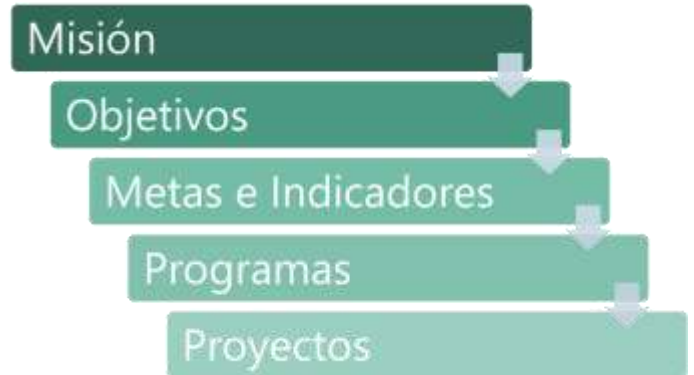 Misión
Objetivos
Metas e Indicadores
Programas
Proyectos